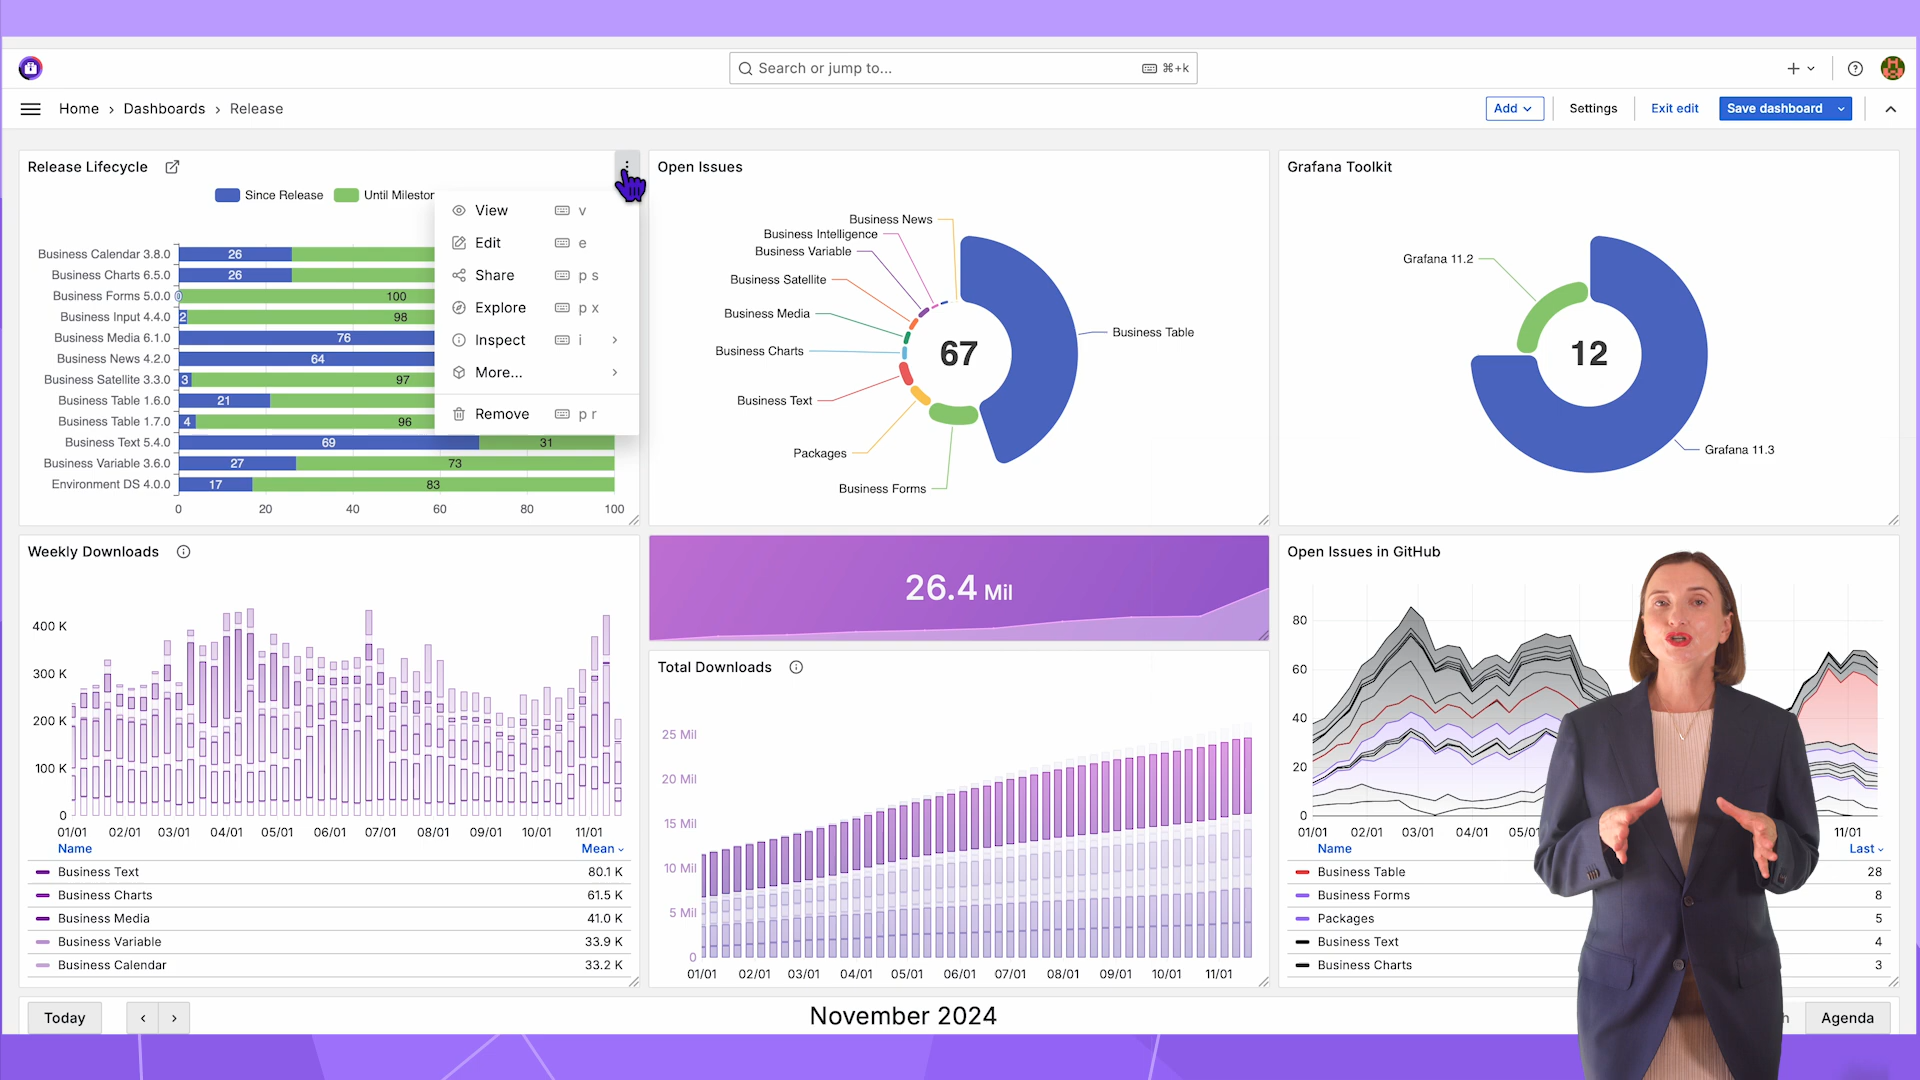 Search or jump to...
⌘+k
Home › Dashboards › Release
Add
Settings
Exit edit
Save dashboard
Release Lifecycle
Since Release
Until Mileston
Business Calendar 3.8.0
26
Business Charts 6.5.0
26
Business Forms 5.0.0
0
100
Business Input 4.4.0
2
98
Business Media 6.1.0
76
Business News 4.2.0
64
Business Satellite 3.3.0
3
97
Business Table 1.6.0
21
Business Table 1.7.0
4
96
Business Text 5.4.0
69
31
Business Variable 3.6.0
27
73
Environment DS 4.0.0
17
83
0 20 40 60 80 100
View v
Edit e
Share p s
Explore p x
Inspect i
More...
Remove p r
Open Issues
Business News
Business Intelligence
Business Variable
Business Satellite
Business Media
Business Charts
Business Text
Packages
Business Forms
Business Table
67
Grafana Toolkit
Grafana 11.2
12
Grafana 11.3
Weekly Downloads
400 K
300 K
200 K
100 K
0
01/01 02/01 03/01 04/01 05/01 06/01 07/01 08/01 09/01 10/01 11/01
Name Mean
Business Text 80.1 K
Business Charts 61.5 K
Business Media 41.0 K
Business Variable 33.9 K
Business Calendar 33.2 K
26.4 Mil
Total Downloads
25 Mil
20 Mil
15 Mil
10 Mil
5 Mil
0
01/01 02/01 03/01 04/01 05/01 06/01 07/01 08/01 09/01 10/01 11/01
Open Issues in GitHub
80
60
40
20
0
01/01 02/01 03/01 04/01 05/01 11/01
Name Last
Business Table 28
Business Forms 8
Packages 5
Business Text 4
Business Charts 3
Today
‹ ›
November 2024
Agenda